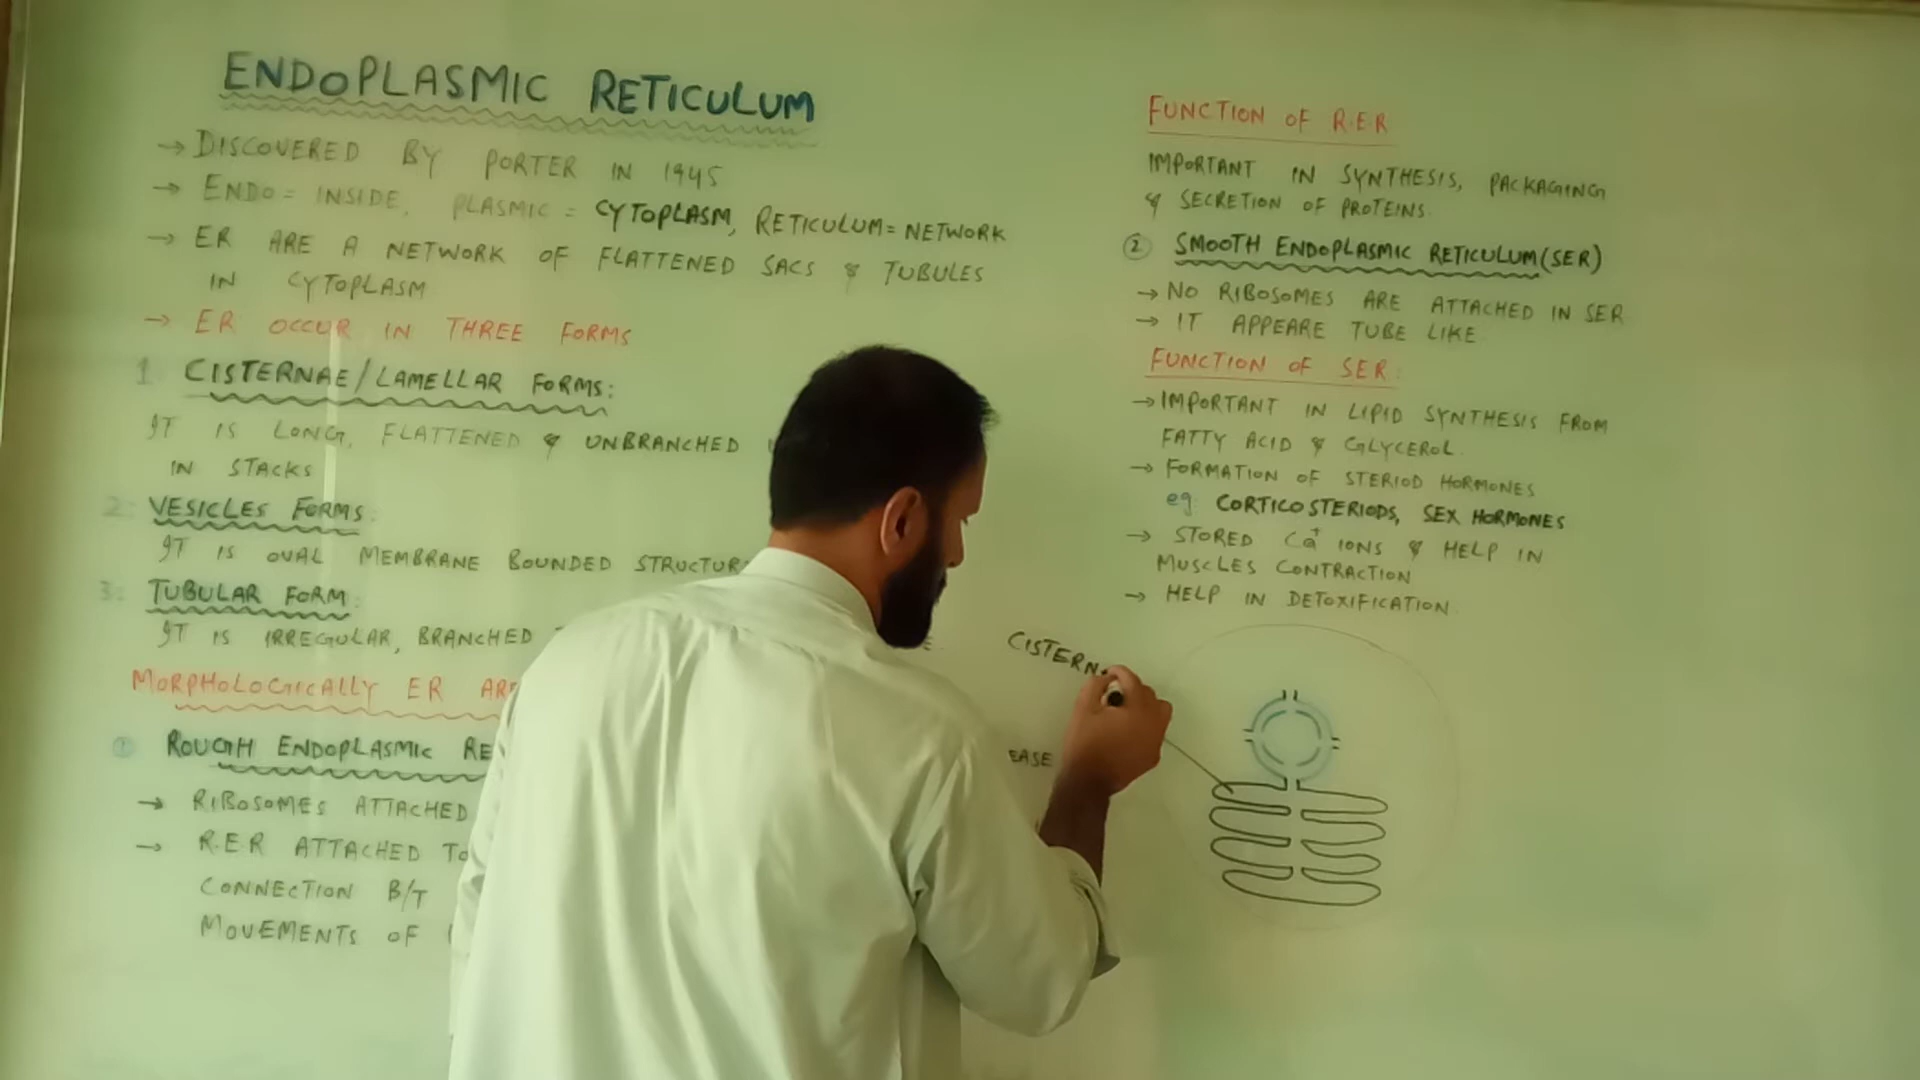 ENDOPLASMIC RETICULUM
→ DISCOVERED BY PORTER IN 1945
→ ENDO = INSIDE, PLASMIC = CYTOPLASM, RETICULUM = NETWORK
→ ER ARE A NETWORK OF FLATTENED SACS & TUBULES
IN CYTOPLASM
→ ER OCCUR IN THREE FORMS
1. CISTERNAE/LAMELLAR FORMS:
IT IS LONG, FLATTENED & UNBRANCHED
IN STACKS
2. VESICLES FORMS:
IT IS OVAL MEMBRANE BOUNDED
3. TUBULAR FORM:
IT IS IRREGULAR, BRANCHED
MORPHOLOGICALLY ER
① ROUGH ENDOPLASMIC
→ RIBOSOMES ATTACHED
→ R.E.R ATTACHED
CONNECTION B/T
MOVEMENTS OF
FUNCTION OF R.E.R
IMPORTANT IN SYNTHESIS, PACKAGING
& SECRETION OF PROTEINS.
② SMOOTH ENDOPLASMIC RETICULUM (SER)
→ NO RIBOSOMES ARE ATTACHED IN SER
→ IT APPEARE TUBE LIKE
FUNCTION OF SER:
→ IMPORTANT IN LIPID SYNTHESIS FROM
FATTY ACID & GLYCEROL.
→ FORMATION OF STERIOD HORMONES
eg: CORTICOSTERIODS, SEX HORMONES
→ STORED Ca⁺ IONS & HELP IN
MUSCLES CONTRACTION
→ HELP IN DETOXIFICATION.
CISTERN
EASE